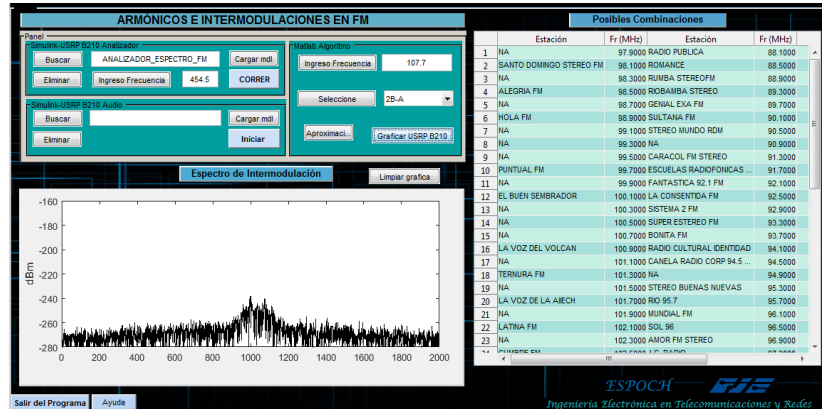 ARMÓNICOS E INTERMODULACIONES EN FM
Posibles Combinaciones
Panel
Simulink-USRP B210 Analizador
Buscar ANALIZADOR_ESPECTRO_FM Cargar mdl
Eliminar Ingreso Frecuencia 454.5 CORRER
Simulink-USRP B210 Audio
Buscar Cargar mdl
Eliminar Iniciar
Matlab Algoritmo
Ingreso Frecuencia 107.7
Seleccione 2B-A
Aproximaci... Graficar USRP B210
Espectro de Intermodulación
Limpiar grafica
dBm
-160
-180
-200
-220
-240
-260
-280
0 200 400 600 800 1000 1200 1400 1600 1800 2000
Estación Fr (MHz) Estación Fr (MHz)
1 NA 97.9000 RADIO PUBLICA 88.1000
2 SANTO DOMINGO STEREO FM 98.1000 ROMANCE 88.5000
3 NA 98.3000 RUMBA STEREOFM 88.9000
4 ALEGRIA FM 98.5000 RIOBAMBA STEREO 89.3000
5 NA 98.7000 GENIAL EXA FM 89.7000
6 HOLA FM 98.9000 SULTANA FM 90.1000
7 NA 99.1000 STEREO MUNDO RDM 90.5000
8 NA 99.3000 NA 90.9000
9 NA 99.5000 CARACOL FM STEREO 91.3000
10 PUNTUAL FM 99.7000 ESCUELAS RADIOFONICAS ... 91.7000
11 NA 99.9000 FANTASTICA 92.1 FM 92.1000
12 EL BUEN SEMBRADOR 100.1000 LA CONSENTIDA FM 92.5000
13 NA 100.3000 SISTEMA 2 FM 92.9000
14 NA 100.5000 SUPER ESTEREO FM 93.3000
15 NA 100.7000 BONITA FM 93.7000
16 LA VOZ DEL VOLCAN 100.9000 RADIO CULTURAL IDENTIDAD 94.1000
17 NA 101.1000 CANELA RADIO CORP 94.5 ... 94.5000
18 TERNURA FM 101.3000 NA 94.9000
19 NA 101.5000 STEREO BUENAS NUEVAS 95.3000
20 LA VOZ DE LA AIIECH 101.7000 RIO 95.7 95.7000
21 NA 101.9000 MUNDIAL FM 96.1000
22 LATINA FM 102.1000 SOL 96 96.5000
23 NA 102.3000 AMOR FM STEREO 96.9000
Salir del Programa Ayuda
ESPOCH FIE
Ingeniería Electrónica en Telecomunicaciones y Redes